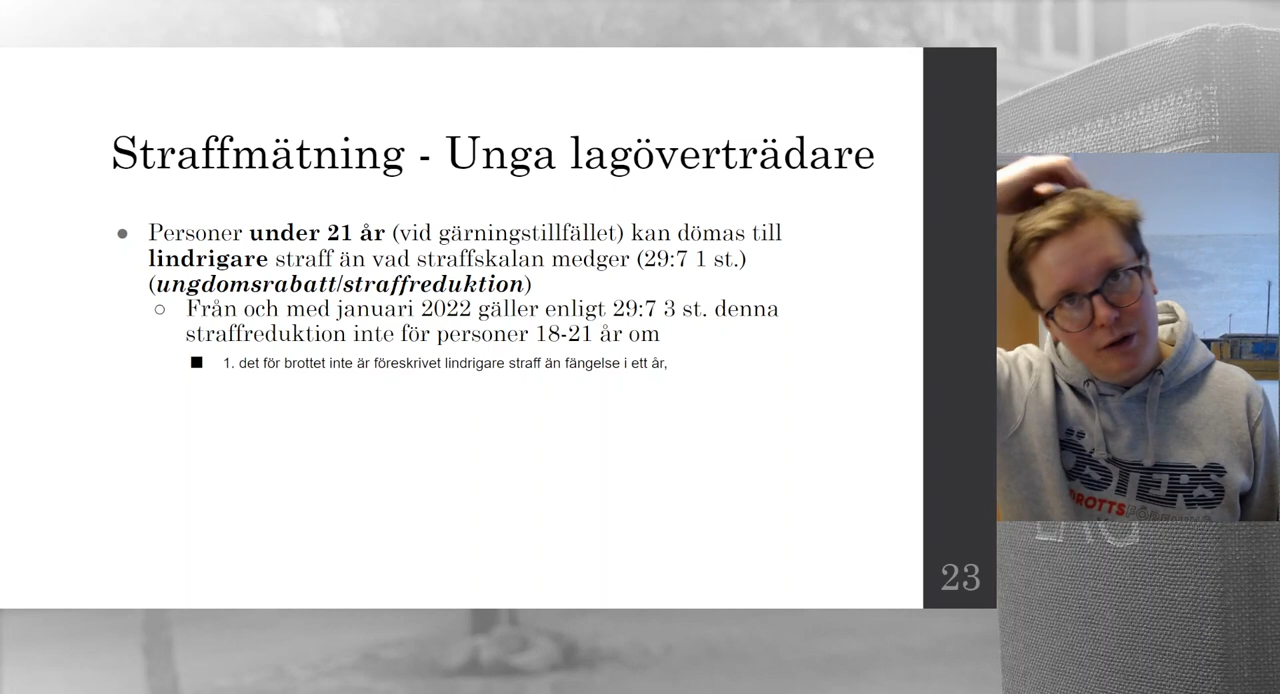 Straffmätning - Unga lagöverträdare
● Personer under 21 år (vid gärningstillfället) kan dömas till
lindrigare straff än vad straffskalan medger (29:7 1 st.)
(ungdomsrabatt/straffreduktion)
○ Från och med januari 2022 gäller enligt 29:7 3 st. denna
straffreduktion inte för personer 18-21 år om
■ 1. det för brottet inte är föreskrivet lindrigare straff än fängelse i ett år,
23
ÖSTERS